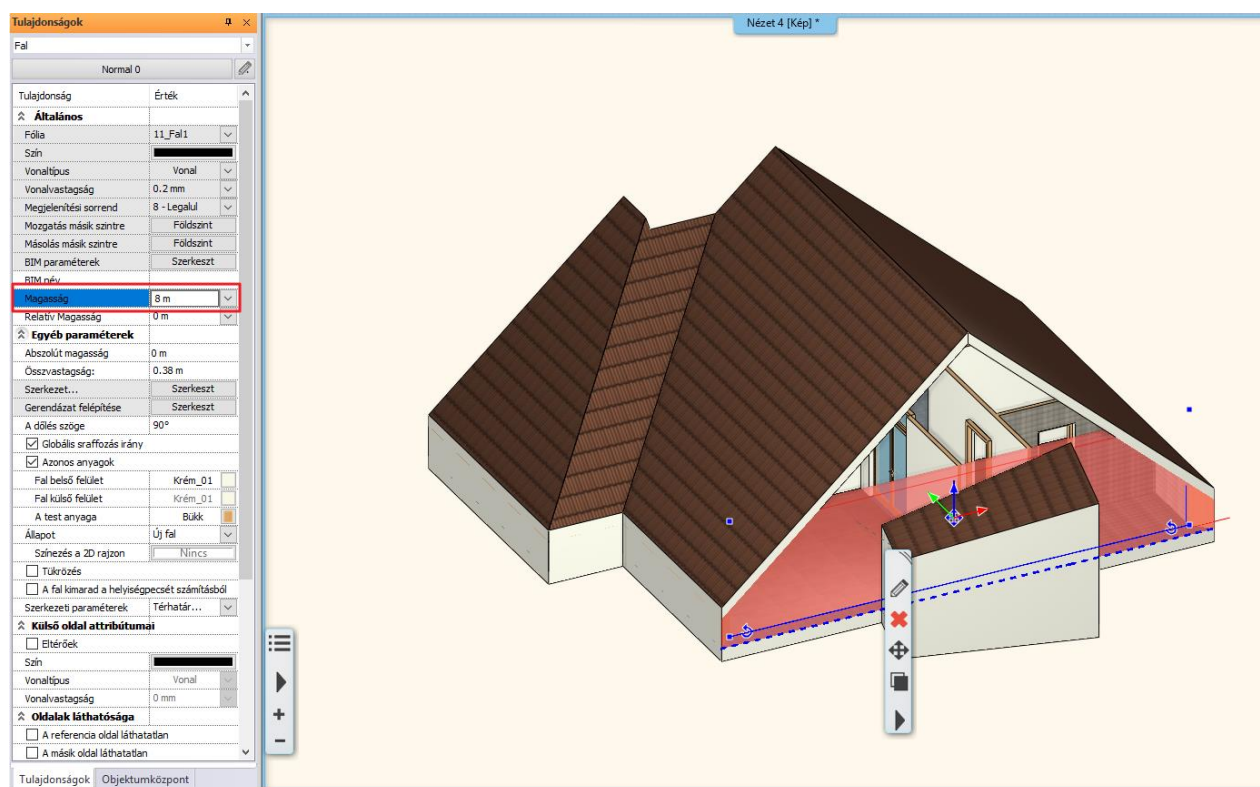 Tulajdonságok
Nézet 4 [Kép] *
Fal
Normal 0
Tulajdonság Érték
Általános
Fólia 11_Fal1
Szín
Vonaltípus Vonal
Vonalvastagság 0.2 mm
Megjelenítési sorrend 8 - Legalul
Mozgatás másik szintre Földszint
Másolás másik szintre Földszint
BIM paraméterek Szerkeszt
BIM név
Magasság 8 m
Relatív Magasság 0 m
Egyéb paraméterek
Abszolút magasság 0 m
Összvastagság: 0.38 m
Szerkezet... Szerkeszt
Gerendázat felépítése Szerkeszt
A dőlés szöge 90°
Globális sraffozás irány
Azonos anyagok
Fal belső felület Krém_01
Fal külső felület Krém_01
A test anyaga Bükk
Állapot Új fal
Színezés a 2D rajzon Nincs
Tükrözés
A fal kimarad a helyiségpecsét számításból
Szerkezeti paraméterek Térhatár...
Külső oldal attribútumai
Eltérőek
Szín
Vonaltípus Vonal
Vonalvastagság 0 mm
Oldalak láthatósága
A referencia oldal láthatatlan
A másik oldal láthatatlan
Tulajdonságok Objektumközpont